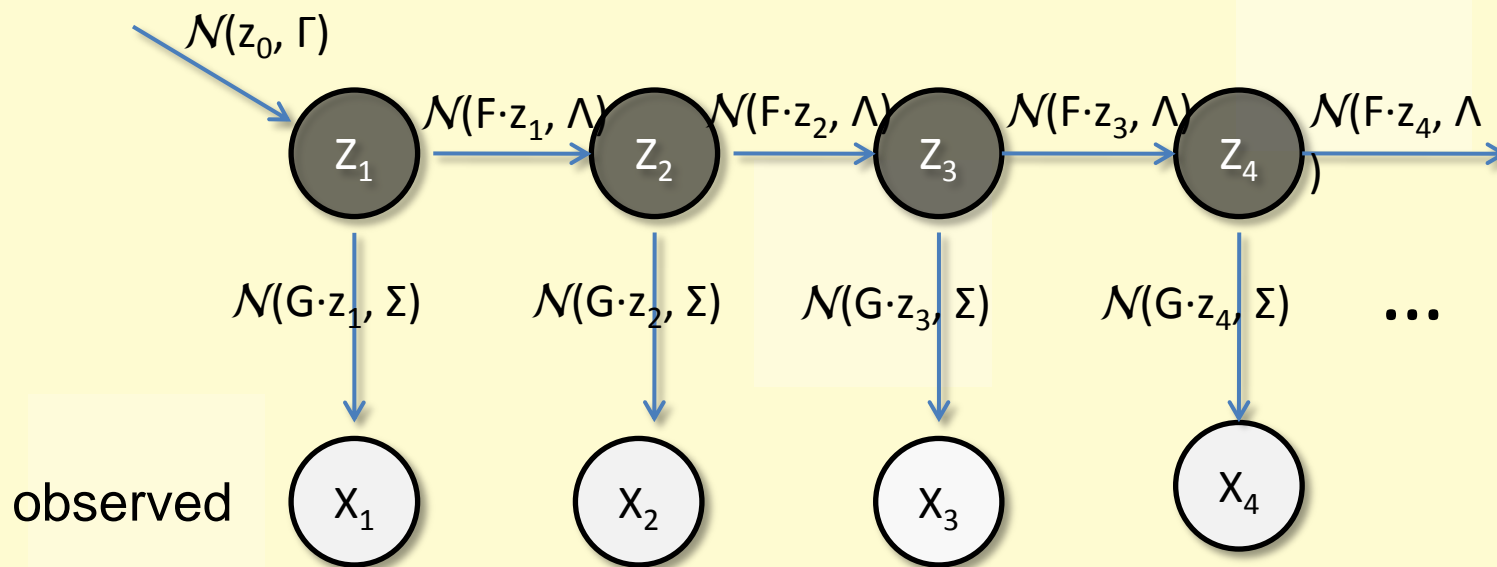 𝒩(z₀, Γ)
𝒩(F·z₁, Λ)
𝒩(F·z₂, Λ)
𝒩(F·z₃, Λ)
𝒩(F·z₄, Λ
)
Z₁
Z₂
Z₃
Z₄
𝒩(G·z₁, Σ)
𝒩(G·z₂, Σ)
𝒩(G·z₃, Σ)
𝒩(G·z₄, Σ)
...
observed
X₁
X₂
X₃
X₄